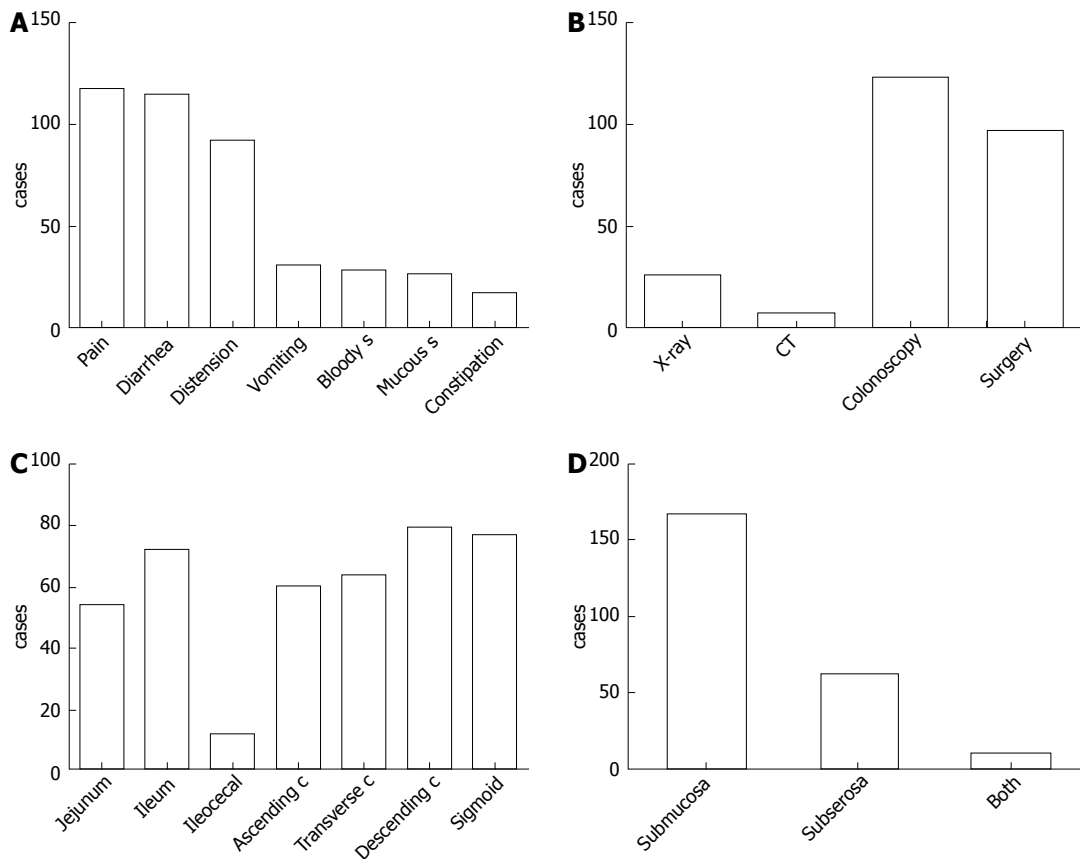 A
150
100
50
0
cases
Pain
Diarrhea
Distension
Vomiting
Bloody s
Mucous s
Constipation
B
150
100
50
0
cases
X-ray
CT
Colonoscopy
Surgery
C
100
80
60
40
20
0
cases
Jejunum
Ileum
Ileocecal
Ascending c
Transverse c
Descending c
Sigmoid
D
200
150
100
50
0
cases
Submucosa
Subserosa
Both